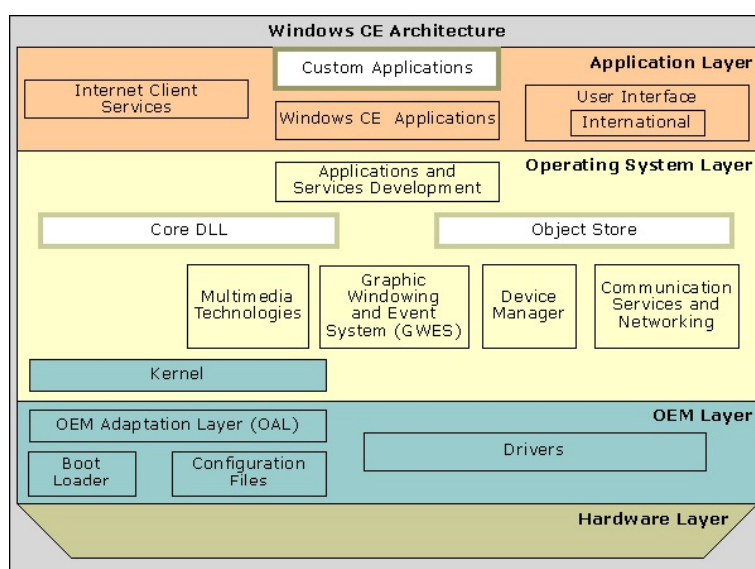 Windows CE Architecture
Application Layer
Custom Applications
Internet Client
Services
Windows CE Applications
User Interface
International
Operating System Layer
Applications and
Services Development
Core DLL
Object Store
Multimedia
Technologies
Graphic
Windowing
and Event
System (GWES)
Device
Manager
Communication
Services and
Networking
Kernel
OEM Layer
OEM Adaptation Layer (OAL)
Drivers
Boot
Loader
Configuration
Files
Hardware Layer